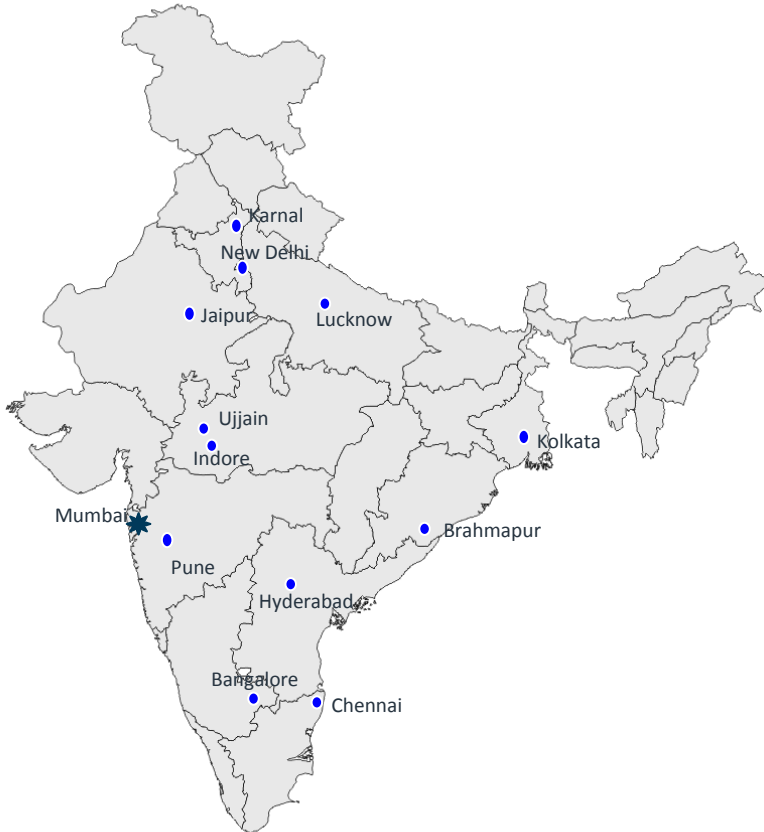 Karnal
New Delhi
Jaipur
Lucknow
Ujjain
Indore
Kolkata
Mumbai
Brahmapur
Pune
Hyderabad
Bangalore
Chennai